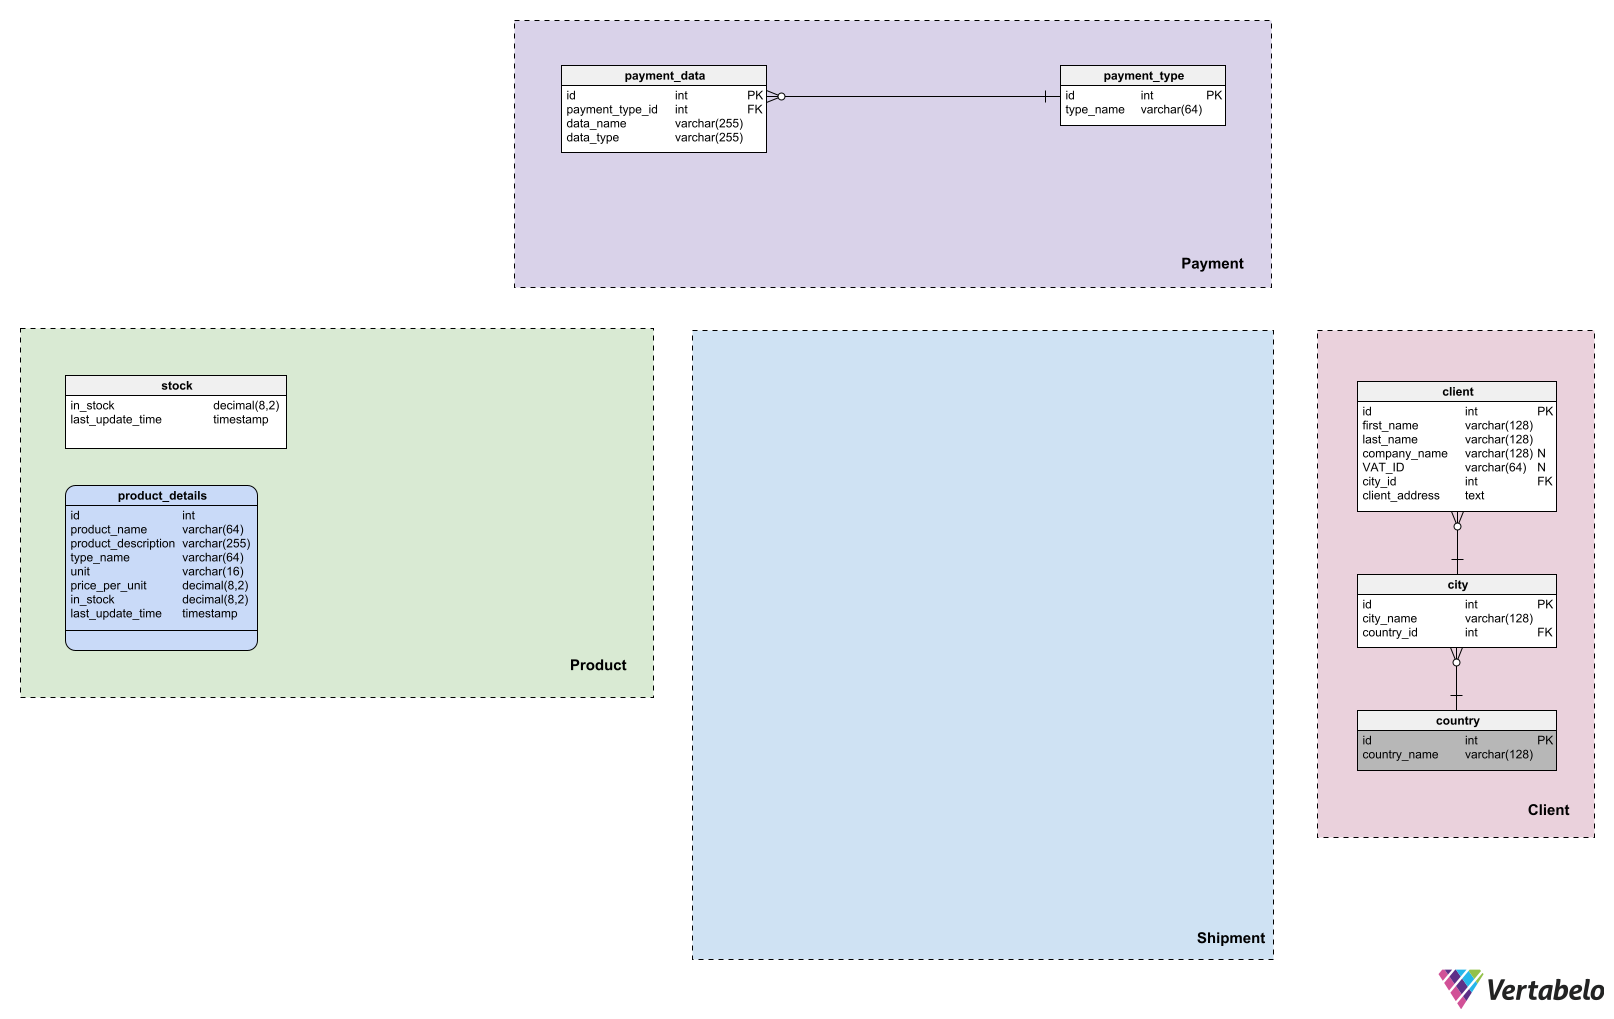 payment_data
id int PK
payment_type_id int FK
data_name varchar(255)
data_type varchar(255)
payment_type
id int PK
type_name varchar(64)
Payment
stock
in_stock decimal(8,2)
last_update_time timestamp
product_details
id int
product_name varchar(64)
product_description varchar(255)
type_name varchar(64)
unit varchar(16)
price_per_unit decimal(8,2)
in_stock decimal(8,2)
last_update_time timestamp
Product
Shipment
client
id int PK
first_name varchar(128)
last_name varchar(128)
company_name varchar(128) N
VAT_ID varchar(64) N
city_id int FK
client_address text
city
id int PK
city_name varchar(128)
country_id int FK
country
id int PK
country_name varchar(128)
Client
Vertabelo